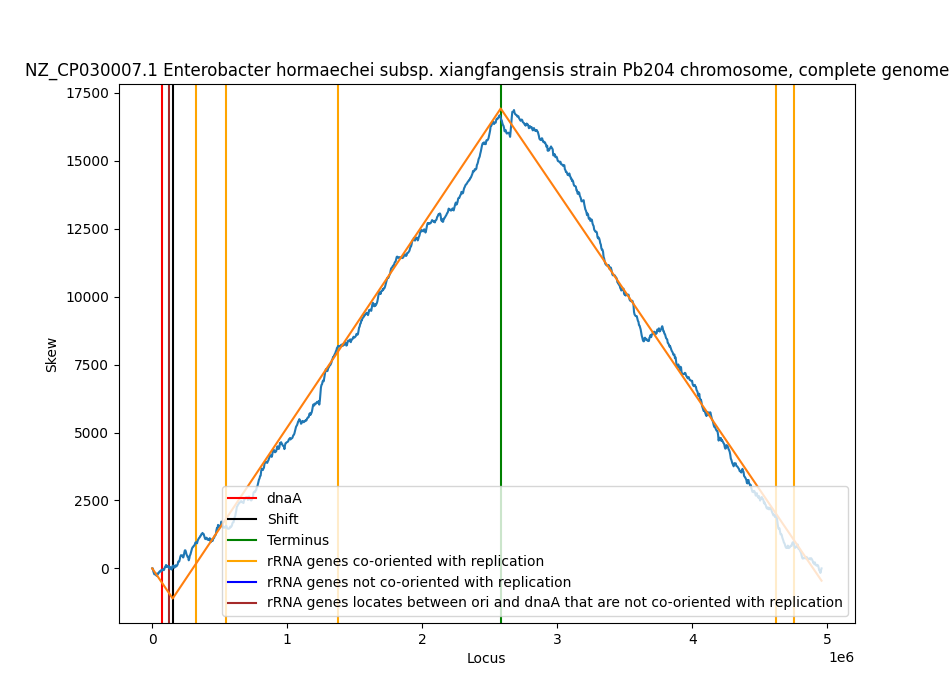 NZ_CP030007.1 Enterobacter hormaechei subsp. xiangfangensis strain Pb204 chromosome, complete genome
17500
15000
12500
10000
7500
5000
2500
0
Skew
dnaA
Shift
Terminus
rRNA genes co-oriented with replication
rRNA genes not co-oriented with replication
rRNA genes locates between ori and dnaA that are not co-oriented with replication
0 1 2 3 4 5
1e6
Locus